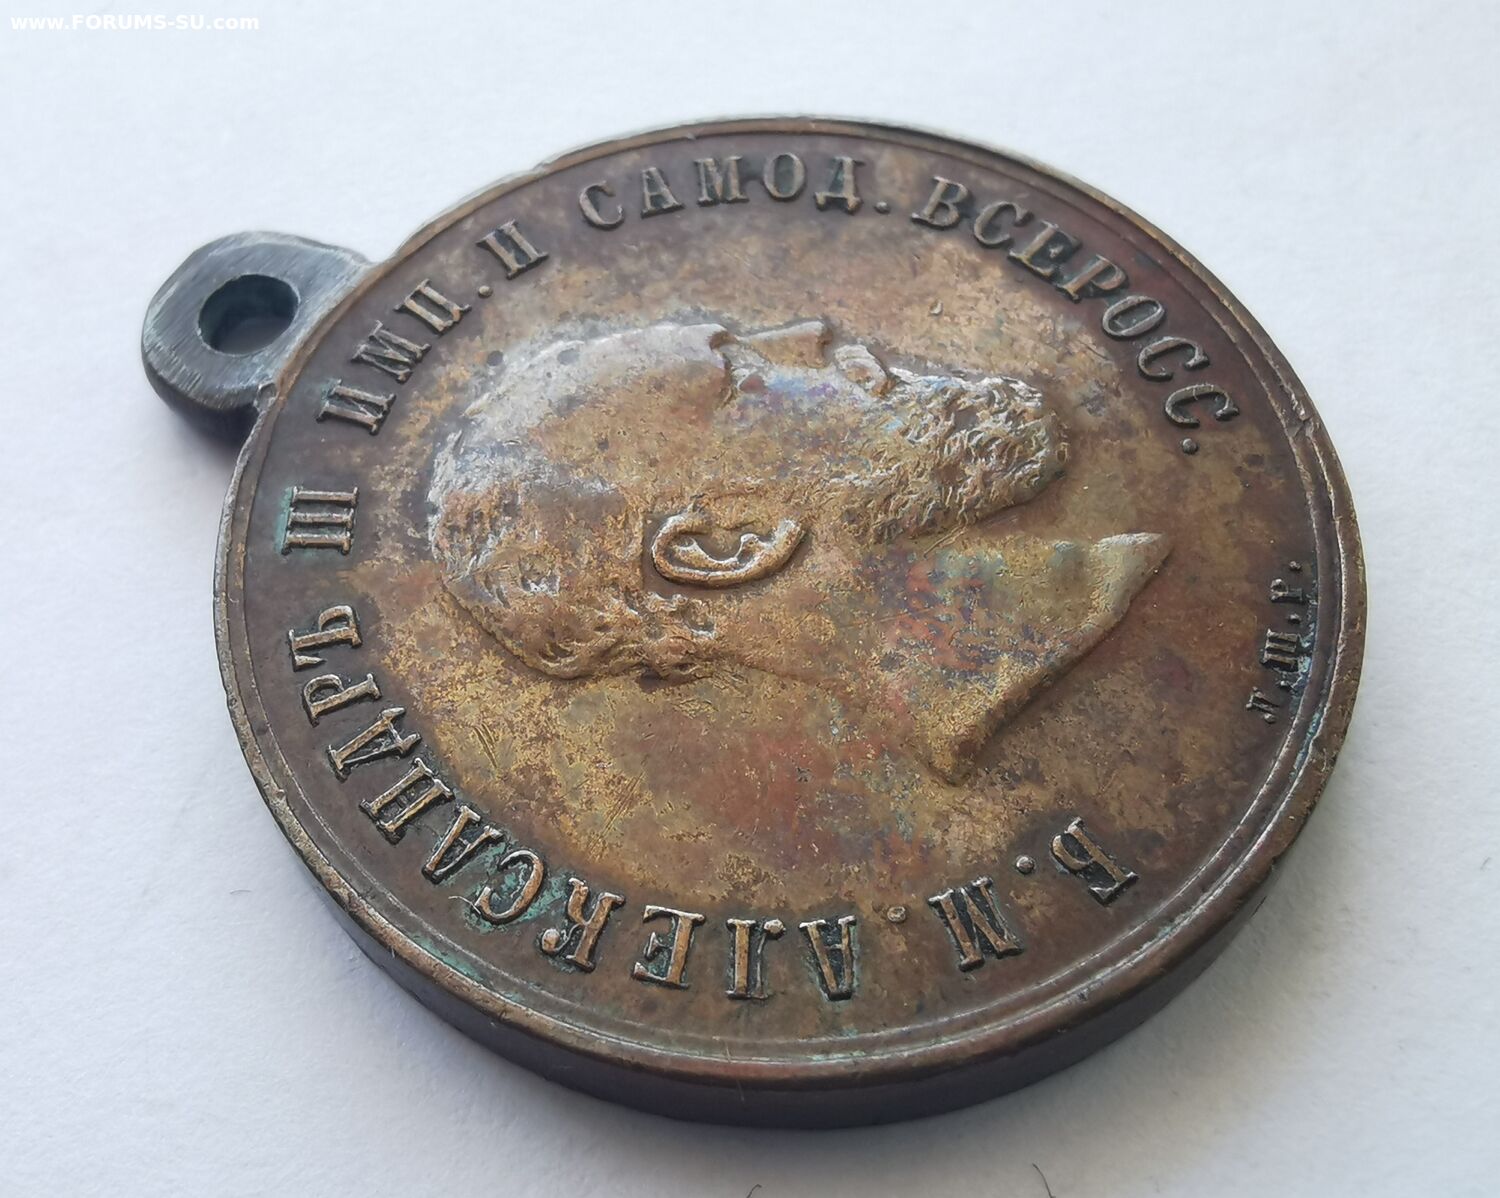 www.FORUMS-SU.com
Б. М. АЛЕКСАНДРЪ III ИМП. И САМОД. ВСЕРОСС.
Л. Ш. Р.